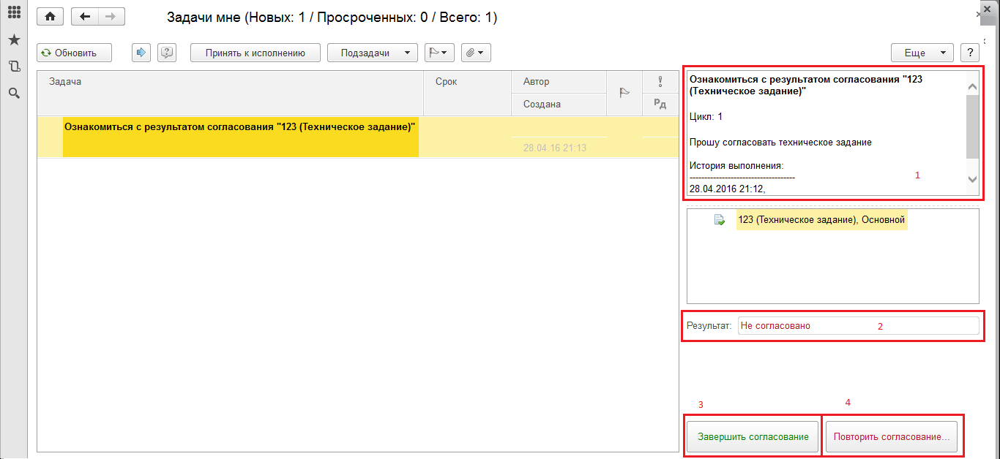 Задачи мне (Новых: 1 / Просроченных: 0 / Всего: 1)
Обновить
Принять к исполнению
Подзадачи
Еще
?
Задача
Срок
Автор
Создана
!
Рд
Ознакомиться с результатом согласования "123 (Техническое задание)"
28.04.16 21:13
Ознакомиться с результатом согласования "123
(Техническое задание)"
Цикл: 1
Прошу согласовать техническое задание
История выполнения:
------------------------------------
28.04.2016 21:12,
1
123 (Техническое задание), Основной
Результат: Не согласовано
2
3
4
Завершить согласование
Повторить согласование...